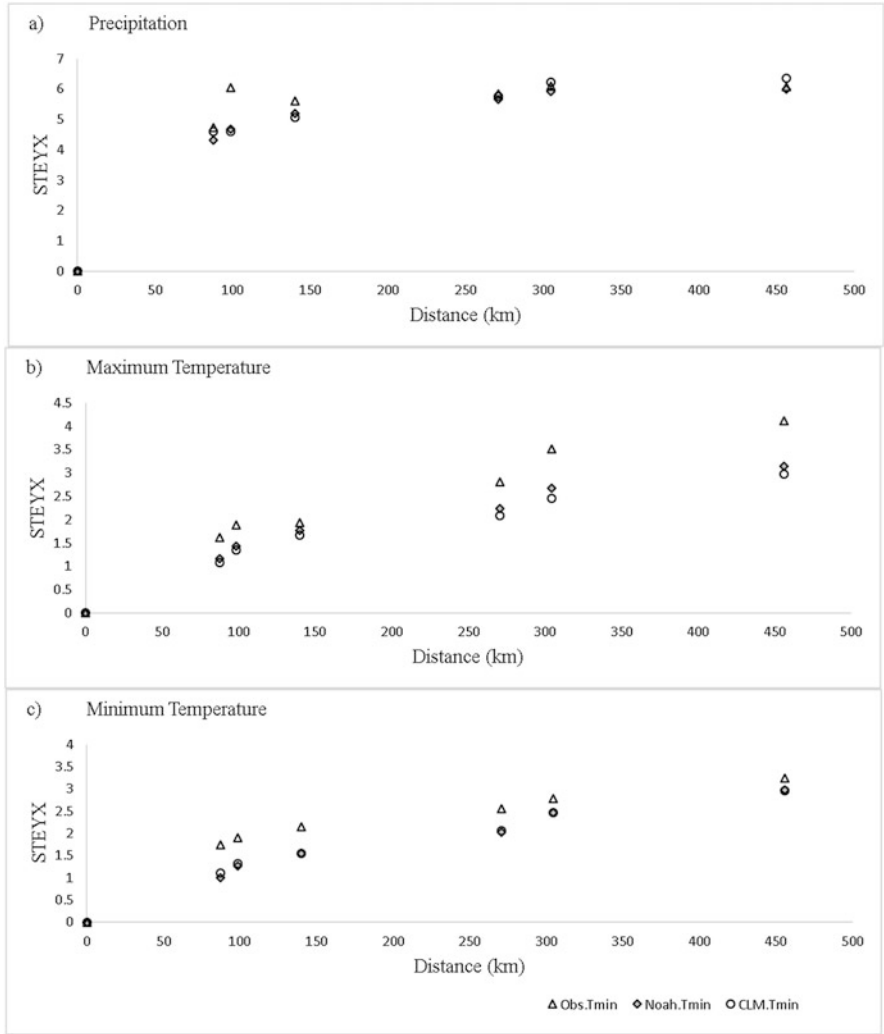 a) Precipitation
7
6
5
4
3
2
1
0
STEYX
0 50 100 150 200 250 300 350 400 450 500
Distance (km)
b) Maximum Temperature
4.5
4
3.5
3
2.5
2
1.5
1
0.5
0
STEYX
0 50 100 150 200 250 300 350 400 450 500
Distance (km)
c) Minimum Temperature
4
3.5
3
2.5
2
1.5
1
0.5
0
STEYX
0 50 100 150 200 250 300 350 400 450 500
Distance (km)
Obs.Tmin Noah.Tmin CLM.Tmin